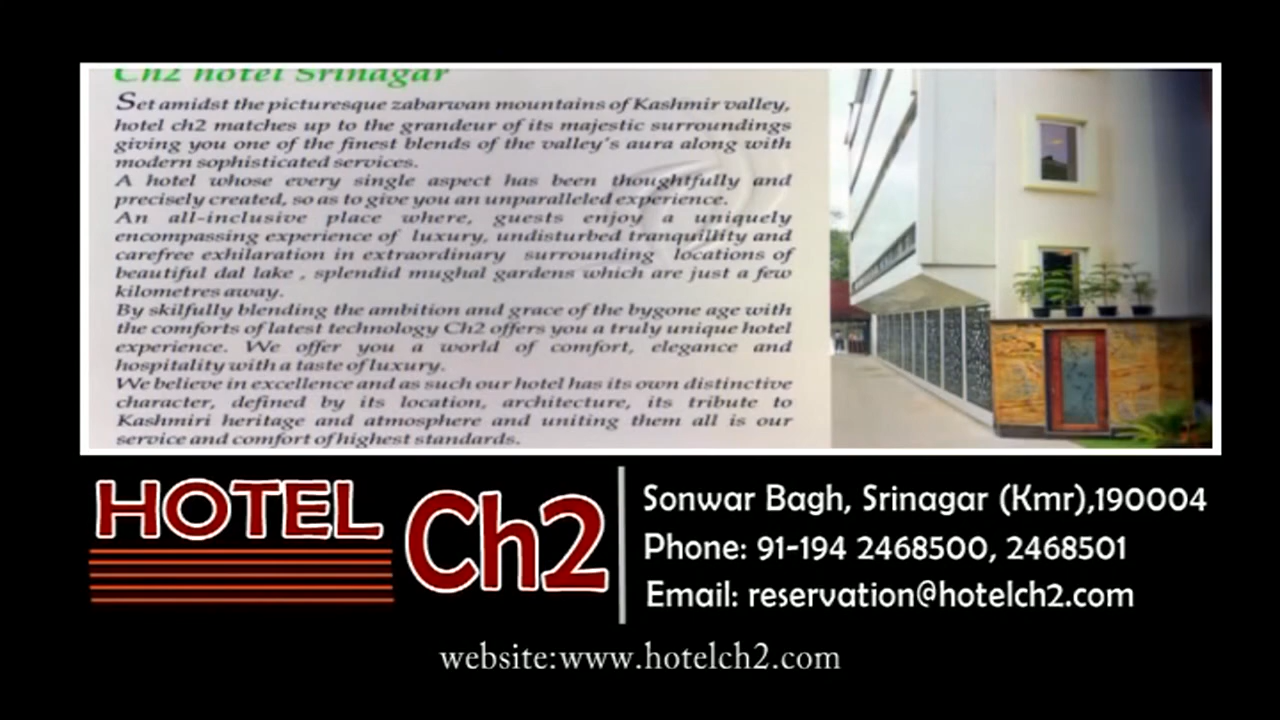 Ch2 hotel Srinagar
Set amidst the picturesque zabarwan mountains of Kashmir valley,
hotel ch2 matches up to the grandeur of its majestic surroundings
giving you one of the finest blends of the valley's aura along with
modern sophisticated services.
A hotel whose every single aspect has been thoughtfully and
precisely created, so as to give you an unparalleled experience.
An all-inclusive place where, guests enjoy a uniquely
encompassing experience of luxury, undisturbed tranquillity and
carefree exhilaration in extraordinary surrounding locations of
beautiful dal lake , splendid mughal gardens which are just a few
kilometres away.
By skilfully blending the ambition and grace of the bygone age with
the comforts of latest technology Ch2 offers you a truly unique hotel
experience. We offer you a world of comfort, elegance and
hospitality with a taste of luxury.
We believe in excellence and as such our hotel has its own distinctive
character, defined by its location, architecture, its tribute to
Kashmiri heritage and atmosphere and uniting them all is our
service and comfort of highest standards.
HOTEL Ch2
Sonwar Bagh, Srinagar (Kmr),190004
Phone: 91-194 2468500, 2468501
Email: reservation@hotelch2.com
website:www.hotelch2.com